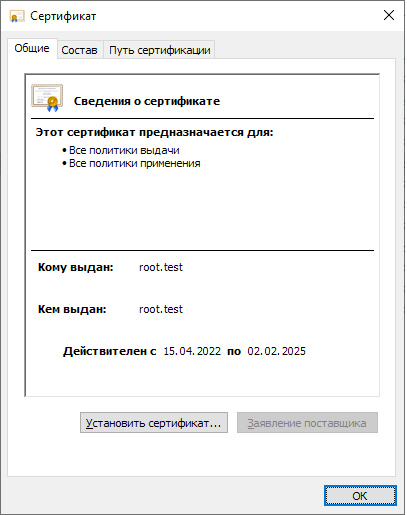 Сертификат
Общие Состав Путь сертификации
Сведения о сертификате
Этот сертификат предназначается для:
• Все политики выдачи
• Все политики применения
Кому выдан: root.test
Кем выдан: root.test
Действителен с 15.04.2022 по 02.02.2025
Установить сертификат... Заявление поставщика
ОК